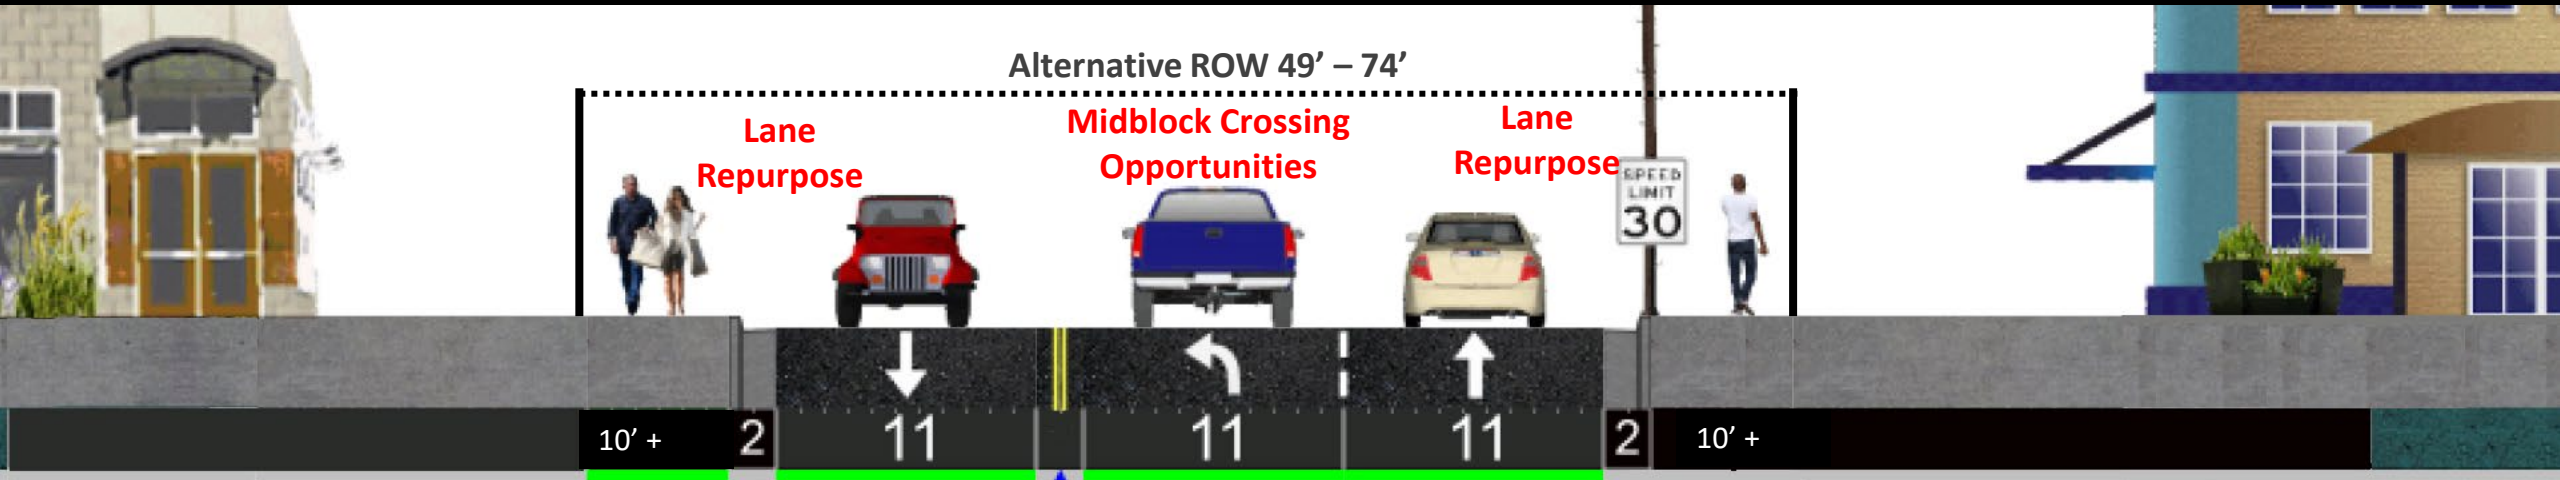 Alternative ROW 49’ – 74’
Lane
Repurpose
Midblock Crossing
Opportunities
Lane
Repurpose
SPEED
LIMIT
30
10’ +
2
11
11
11
2
10’ +